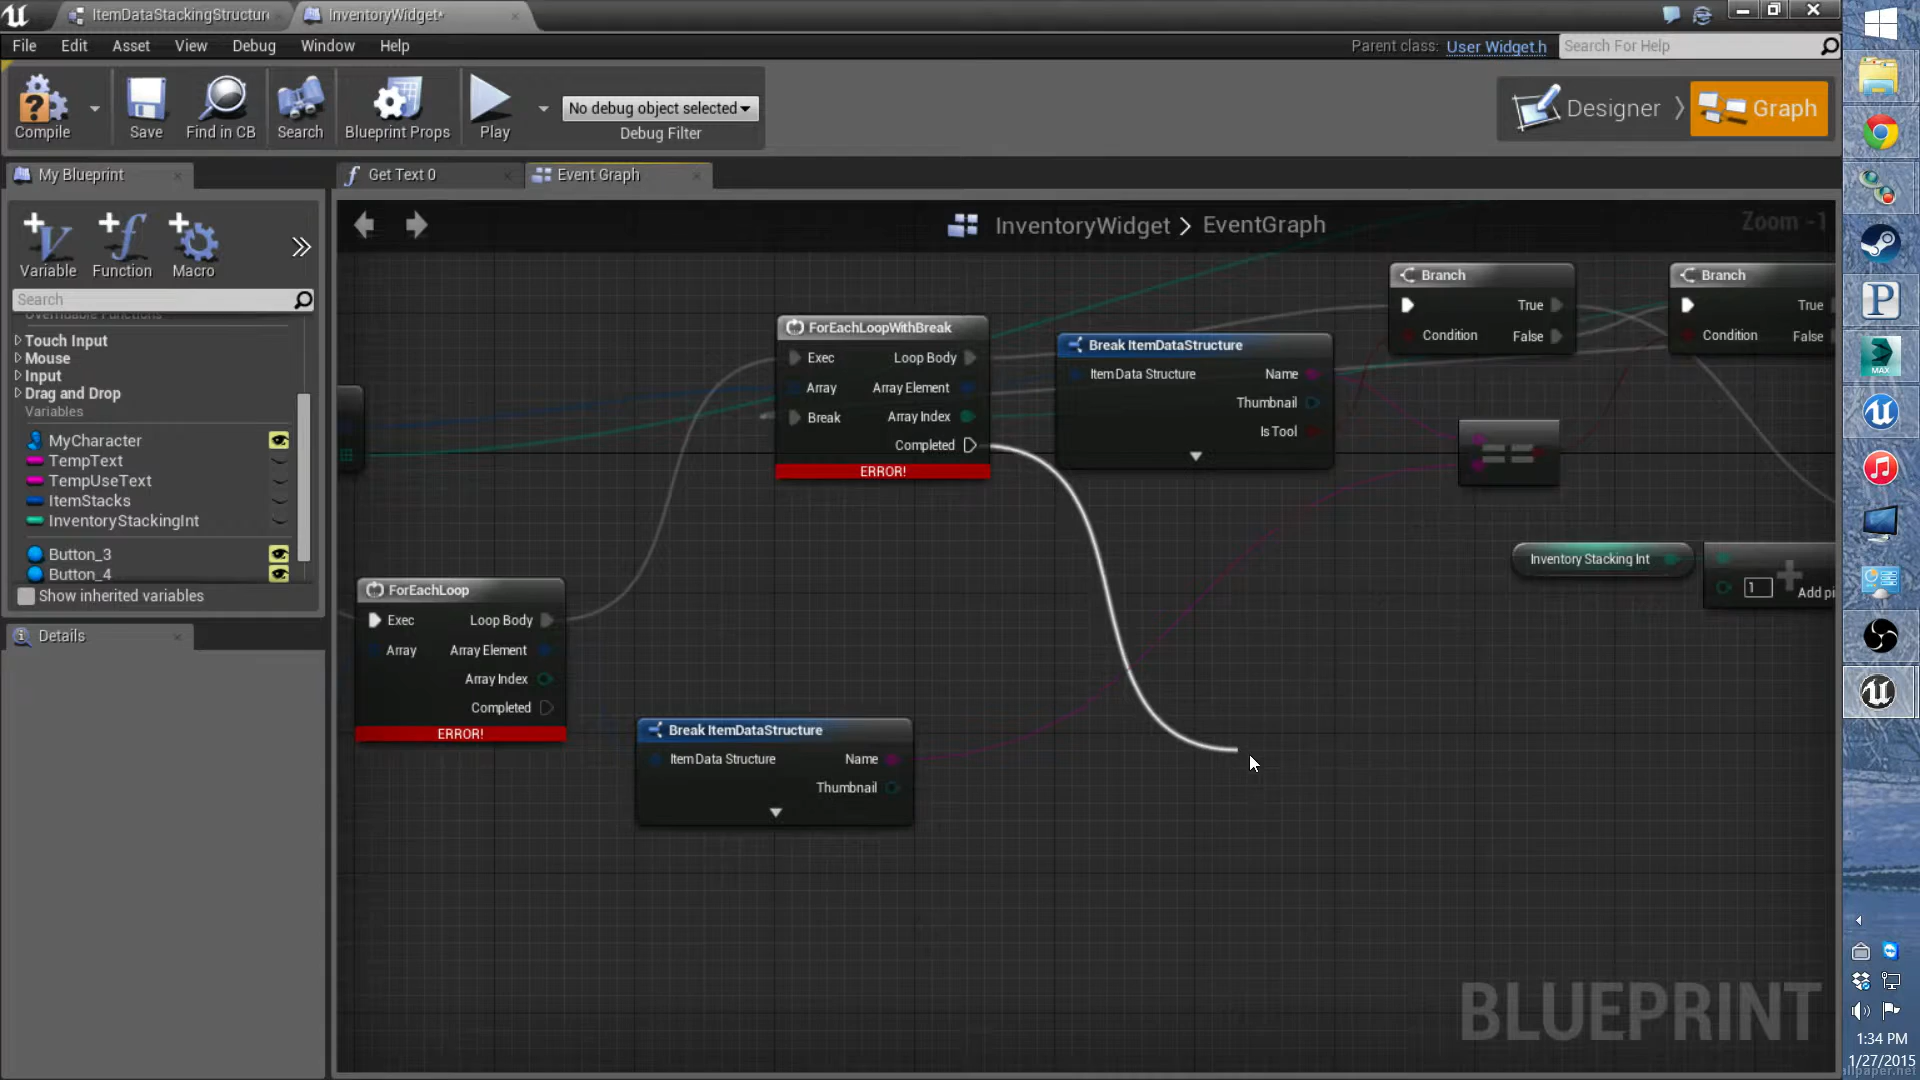 ItemDataStackingStructure
InventoryWidget*
File Edit Asset View Debug Window Help
Parent class: User Widget.h
Search For Help
Compile Save Find in CB Search Blueprint Props Play
No debug object selected
Debug Filter
Designer Graph
My Blueprint
Get Text 0
Event Graph
InventoryWidget > EventGraph
Zoom -1
Variable Function Macro
Search
Overridable Functions
Touch Input
Mouse
Input
Drag and Drop
Variables
MyCharacter
TempText
TempUseText
ItemStacks
InventoryStackingInt
Button_3
Button_4
Show inherited variables
Details
ForEachLoopWithBreak
Exec Loop Body
Array Array Element
Break Array Index
Completed
ERROR!
Break ItemDataStructure
Item Data Structure Name
Thumbnail
Is Tool
Branch
True
Condition False
Branch
True
Condition False
==
Inventory Stacking Int
1 Add pi
ForEachLoop
Exec Loop Body
Array Array Element
Array Index
Completed
ERROR!
Break ItemDataStructure
Item Data Structure Name
Thumbnail
BLUEPRINT
MAX
1:34 PM
1/27/2015